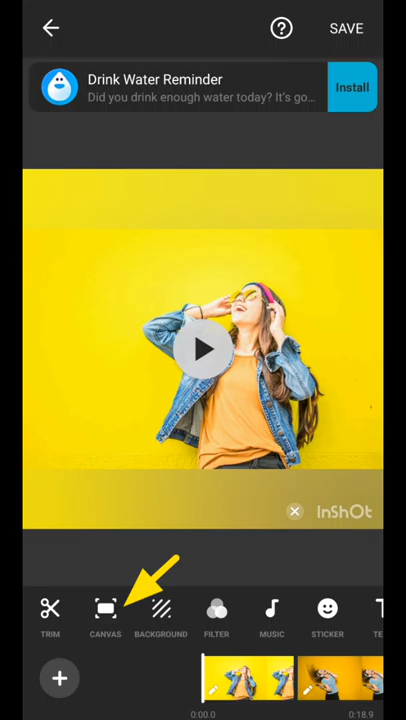 ?
SAVE
Drink Water Reminder
Did you drink enough water today? It's go...
Install
InShOt
TRIM
CANVAS
BACKGROUND
FILTER
MUSIC
STICKER
TE
0:00.0
0:18.9